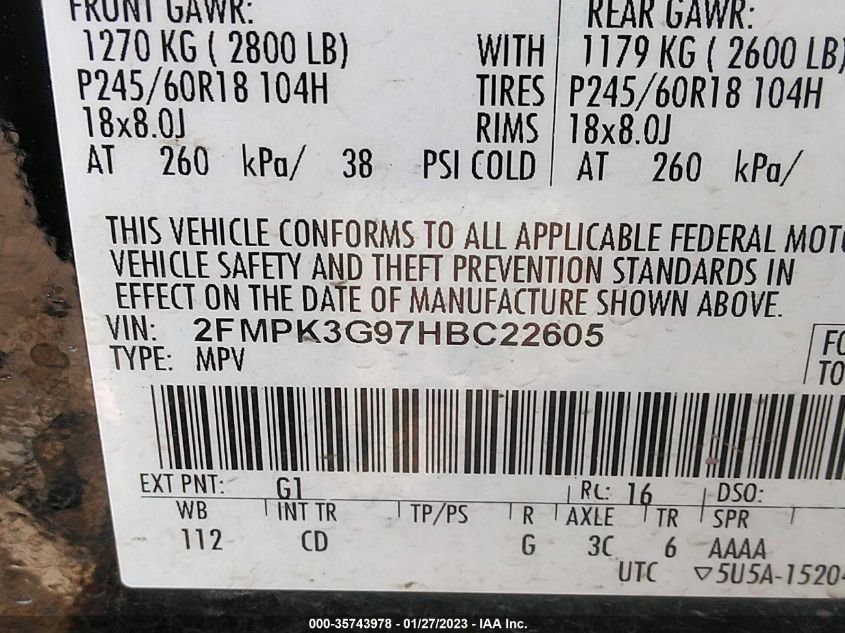 FRONT GAWR: REAR GAWR:
1270 KG ( 2800 LB) WITH 1179 KG ( 2600 LB)
P245/60R18 104H TIRES P245/60R18 104H
18x8.0J RIMS 18x8.0J
AT 260 kPa/ 38 PSI COLD AT 260 kPa/
THIS VEHICLE CONFORMS TO ALL APPLICABLE FEDERAL MOTO
VEHICLE SAFETY AND THEFT PREVENTION STANDARDS IN
EFFECT ON THE DATE OF MANUFACTURE SHOWN ABOVE.
VIN: 2FMPK3G97HBC22605
TYPE: MPV
FO
TO
EXT PNT: G1 RC: 16 DSO:
WB INT TR TP/PS R AXLE TR SPR
112 CD G 3C 6 AAAA
UTC ▽5U5A-15204
000-35743978 - 01/27/2023 - IAA Inc.